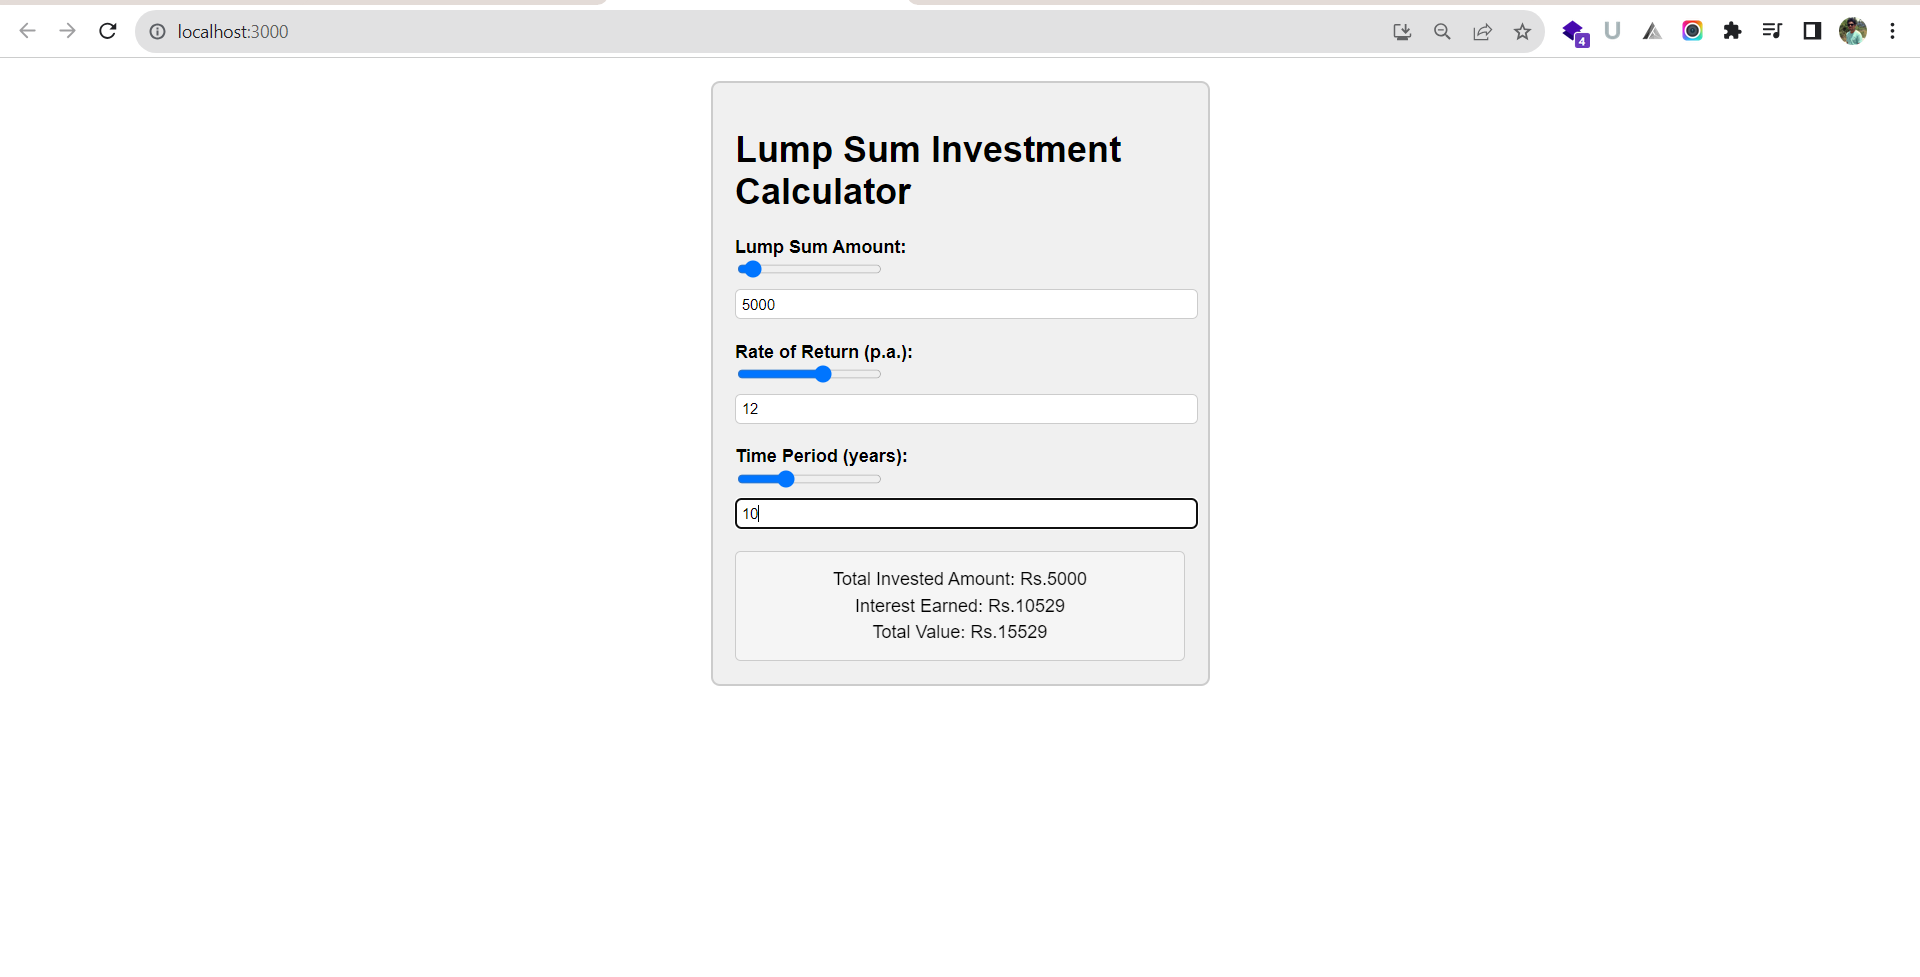 localhost:3000
4
Lump Sum Investment
Calculator
Lump Sum Amount:
5000
Rate of Return (p.a.):
12
Time Period (years):
10
Total Invested Amount: Rs.5000
Interest Earned: Rs.10529
Total Value: Rs.15529